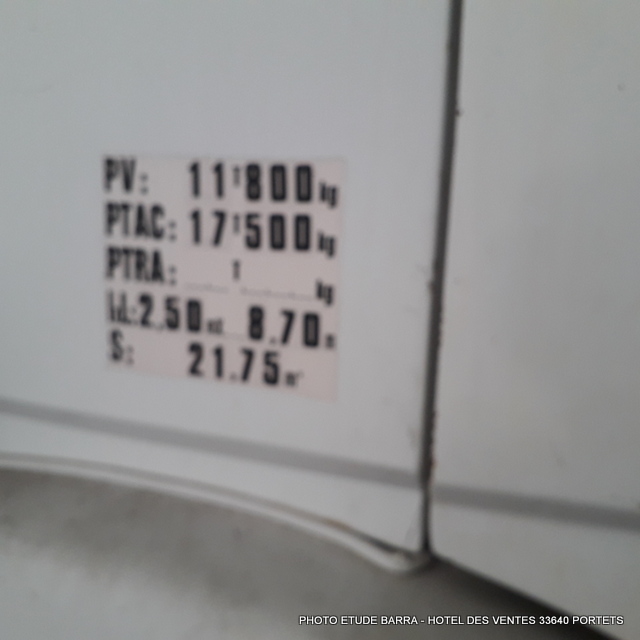 PV: 11'800 kg
PTAC: 17'500 kg
PTRA: ....'....... kg
l.L: 2.50 m x L 8.70 m
S: 21.75 m²
PHOTO ETUDE BARRA - HOTEL DES VENTES 33640 PORTETS